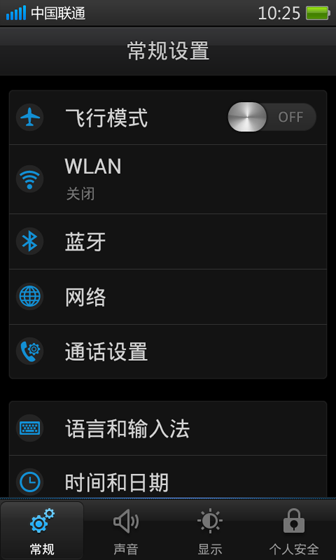 中国联通 10:25
常规设置
飞行模式 OFF
WLAN
关闭
蓝牙
网络
通话设置
语言和输入法
时间和日期
常规 声音 显示 个人安全